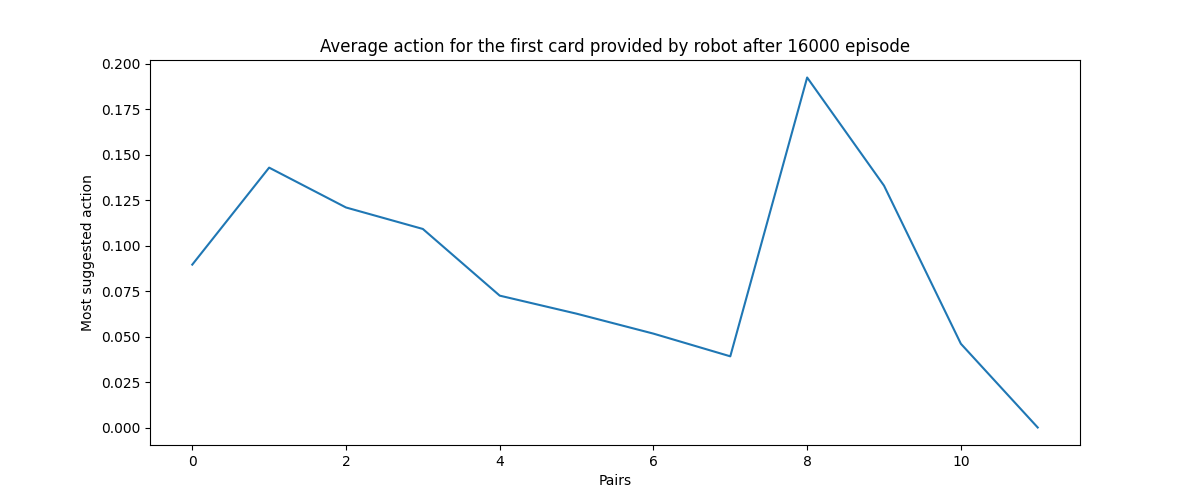 Average action for the first card provided by robot after 16000 episode
0.200
0.175
0.150
0.125
0.100
0.075
0.050
0.025
0.000
Most suggested action
0 2 4 6 8 10
Pairs